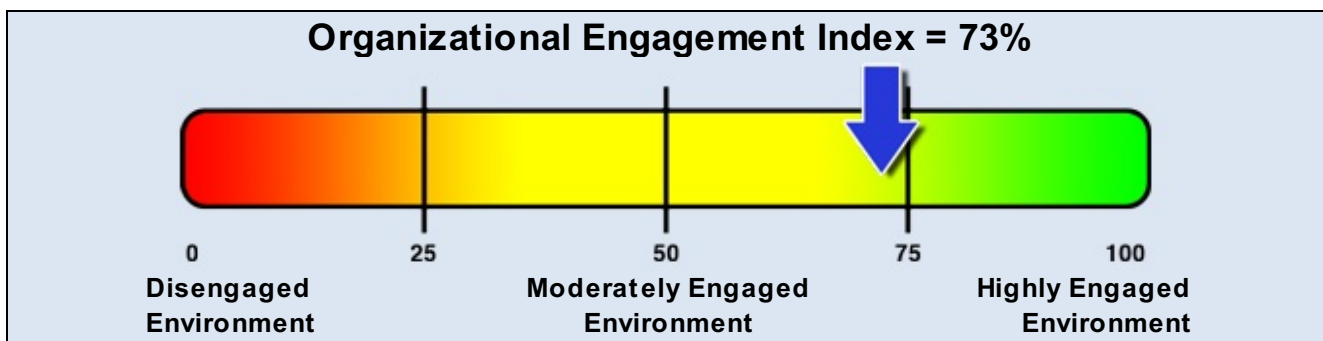 Organizational Engagement Index = 73%
0 25 50 75 100
Disengaged Moderately Engaged Highly Engaged
Environment Environment Environment